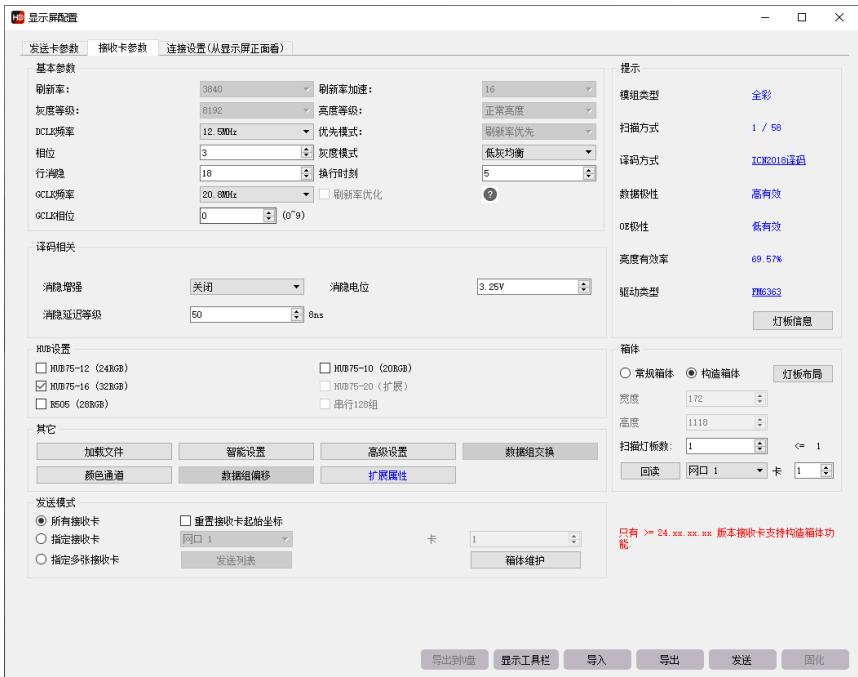 HD 显示屏配置
发送卡参数 接收卡参数 连接设置(从显示屏正面看)
基本参数
刷新率: 3840 刷新率加速: 16
灰度等级: 8192 亮度等级: 正常亮度
DCLK频率 12.5MHz 优先模式: 刷新率优先
相位 3 灰度模式 低灰均衡
行消隐 18 换行时刻 5
GCLK频率 20.8MHz 刷新率优化 ?
GCLK相位 0 (0~9)
译码相关
消隐增强 关闭 消隐电位 3.25V
消隐延迟等级 50 8ns
HUB设置
HUB75-12 (24RGB) HUB75-10 (20RGB)
HUB75-16 (32RGB) HUB75-20 (扩展)
R505 (28RGB) 串行128组
其它
加载文件 智能设置 高级设置 数据组交换
颜色通道 数据组偏移 扩展属性
发送模式
所有接收卡 重置接收卡起始坐标
指定接收卡 网口 1 卡 1
指定多张接收卡 发送列表 箱体维护
提示
模组类型 全彩
扫描方式 1 / 58
译码方式 ICN2018译码
数据极性 高有效
OE极性 低有效
亮度有效率 69.57%
驱动类型 FM6363
灯板信息
箱体
常规箱体 构造箱体 灯板布局
宽度 172
高度 1118
扫描灯板数: 1 <= 1
回读 网口 1 卡 1
只有 >= 24.xx.xx.xx 版本接收卡支持构造箱体功
能.
导出到U盘 显示工具栏 导入 导出 发送 固化